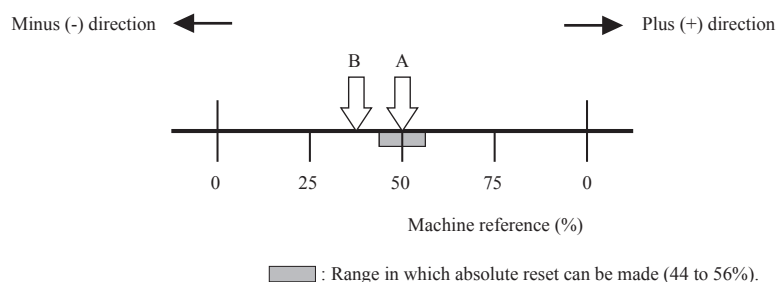 Minus (-) direction
Plus (+) direction
B
A
0
25
50
75
0
Machine reference (%)
: Range in which absolute reset can be made (44 to 56%).